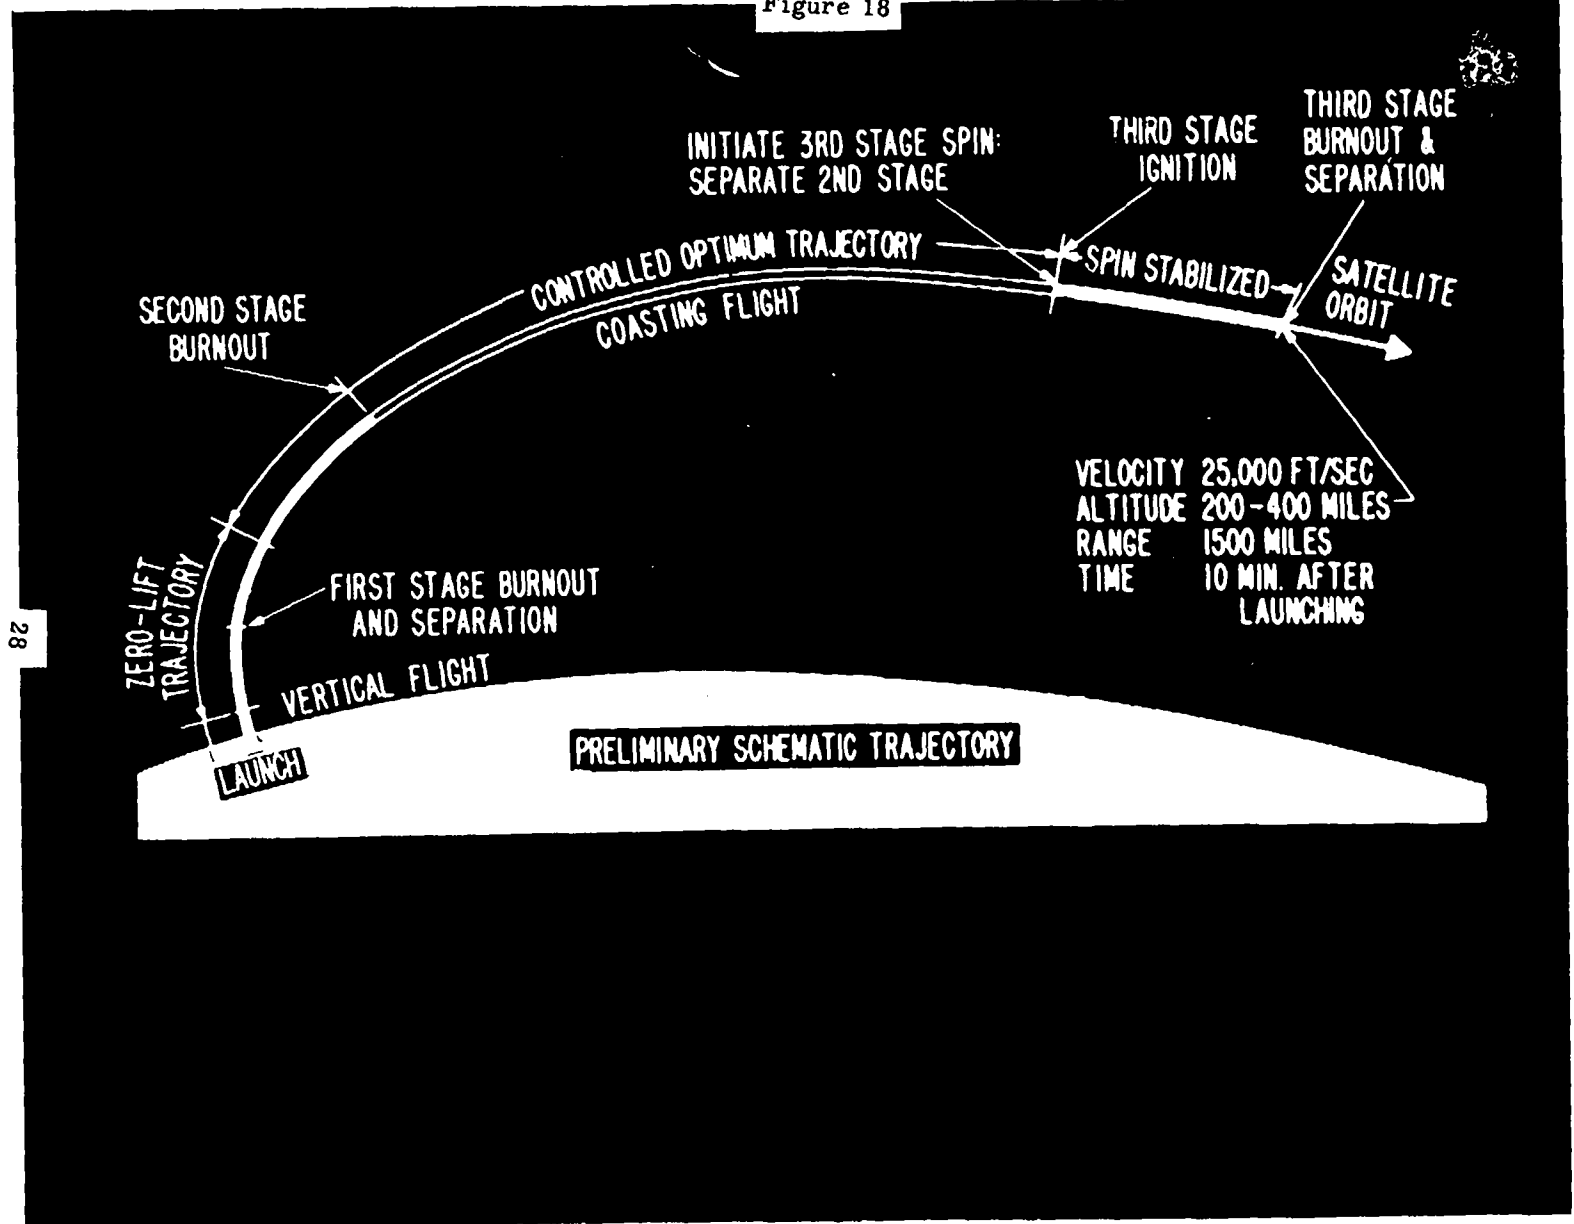 Figure 18
INITIATE 3RD STAGE SPIN:
SEPARATE 2ND STAGE
THIRD STAGE
IGNITION
THIRD STAGE
BURNOUT &
SEPARATION
CONTROLLED OPTIMUM TRAJECTORY
SPIN STABILIZED
SATELLITE
ORBIT
COASTING FLIGHT
SECOND STAGE
BURNOUT
VELOCITY 25,000 FT/SEC
ALTITUDE 200-400 MILES
RANGE 1500 MILES
TIME 10 MIN. AFTER
LAUNCHING
ZERO-LIFT
TRAJECTORY
FIRST STAGE BURNOUT
AND SEPARATION
VERTICAL FLIGHT
LAUNCH
PRELIMINARY SCHEMATIC TRAJECTORY
28